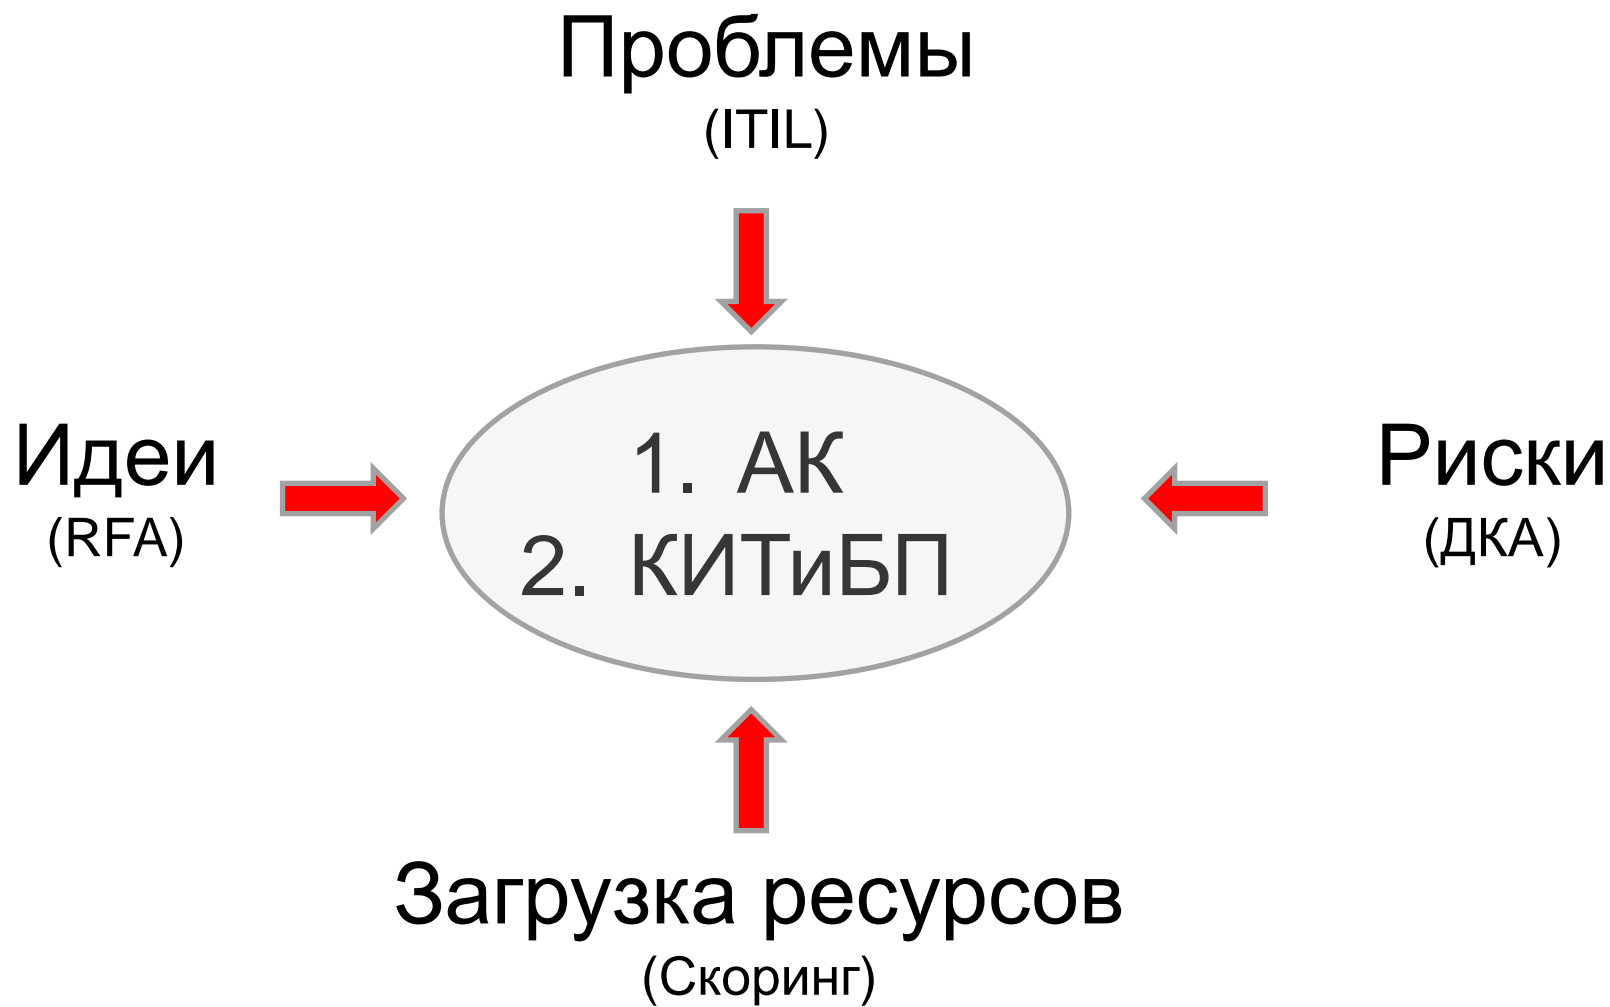 Проблемы
(ITIL)
Идеи
(RFA)
1. АК
2. КИТиБП
Риски
(ДКА)
Загрузка ресурсов
(Скоринг)